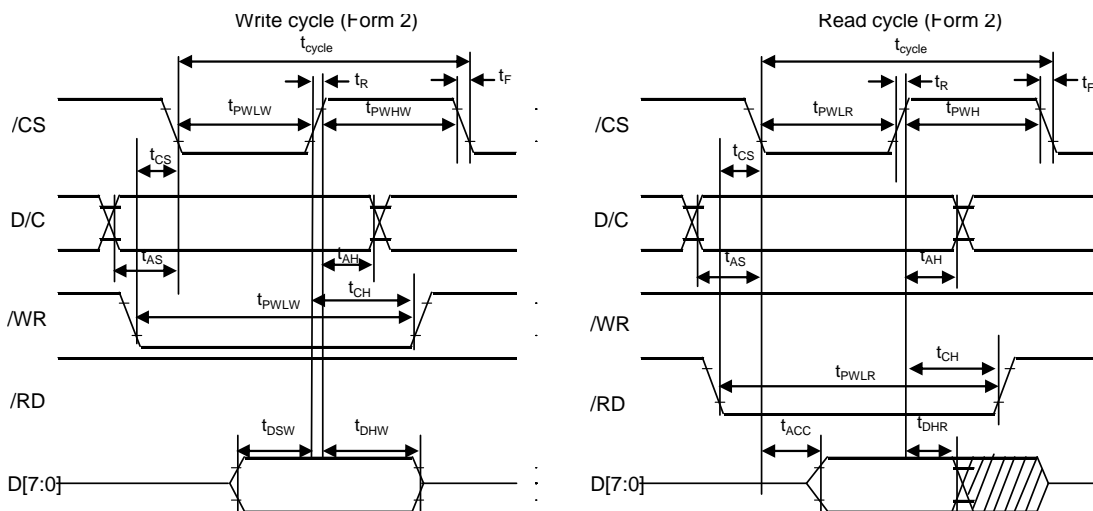 Write cycle (Form 2)
tcycle
tR
tF
tPWLW
tPWHW
/CS
tCS
D/C
tAS
tAH
tCH
tPWLW
/WR
/RD
tDSW
tDHW
D[7:0]
Read cycle (Form 2)
tcycle
tR
tF
tPWLR
tPWH
/CS
tCS
D/C
tAS
tAH
/WR
tCH
tPWLR
/RD
tACC
tDHR
D[7:0]